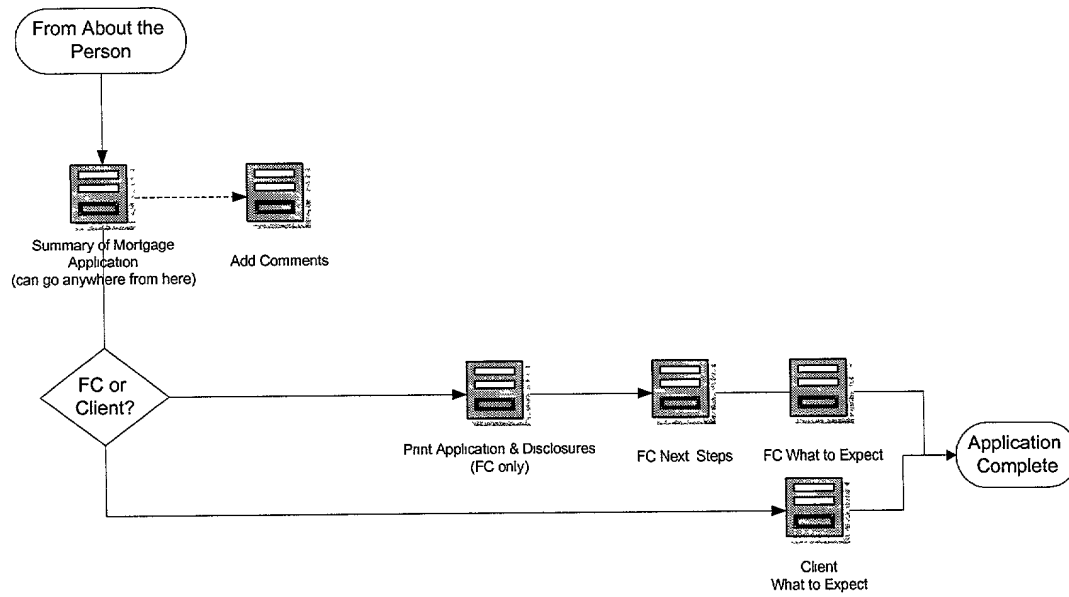 From About the
Person
Summary of Mortgage
Application
(can go anywhere from here)
Add Comments
FC or
Client?
Print Application & Disclosures
(FC only)
FC Next Steps
FC What to Expect
Application
Complete
Client
What to Expect